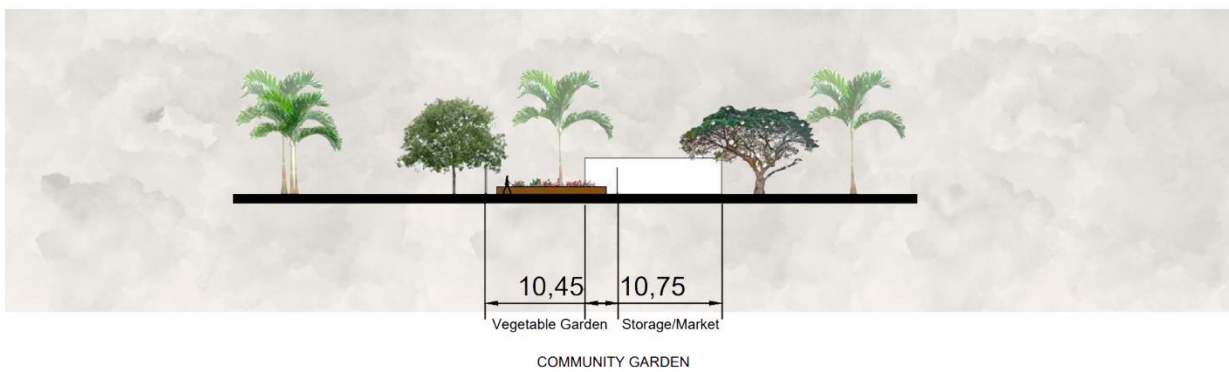 10,45 10,75
Vegetable Garden Storage/Market
COMMUNITY GARDEN